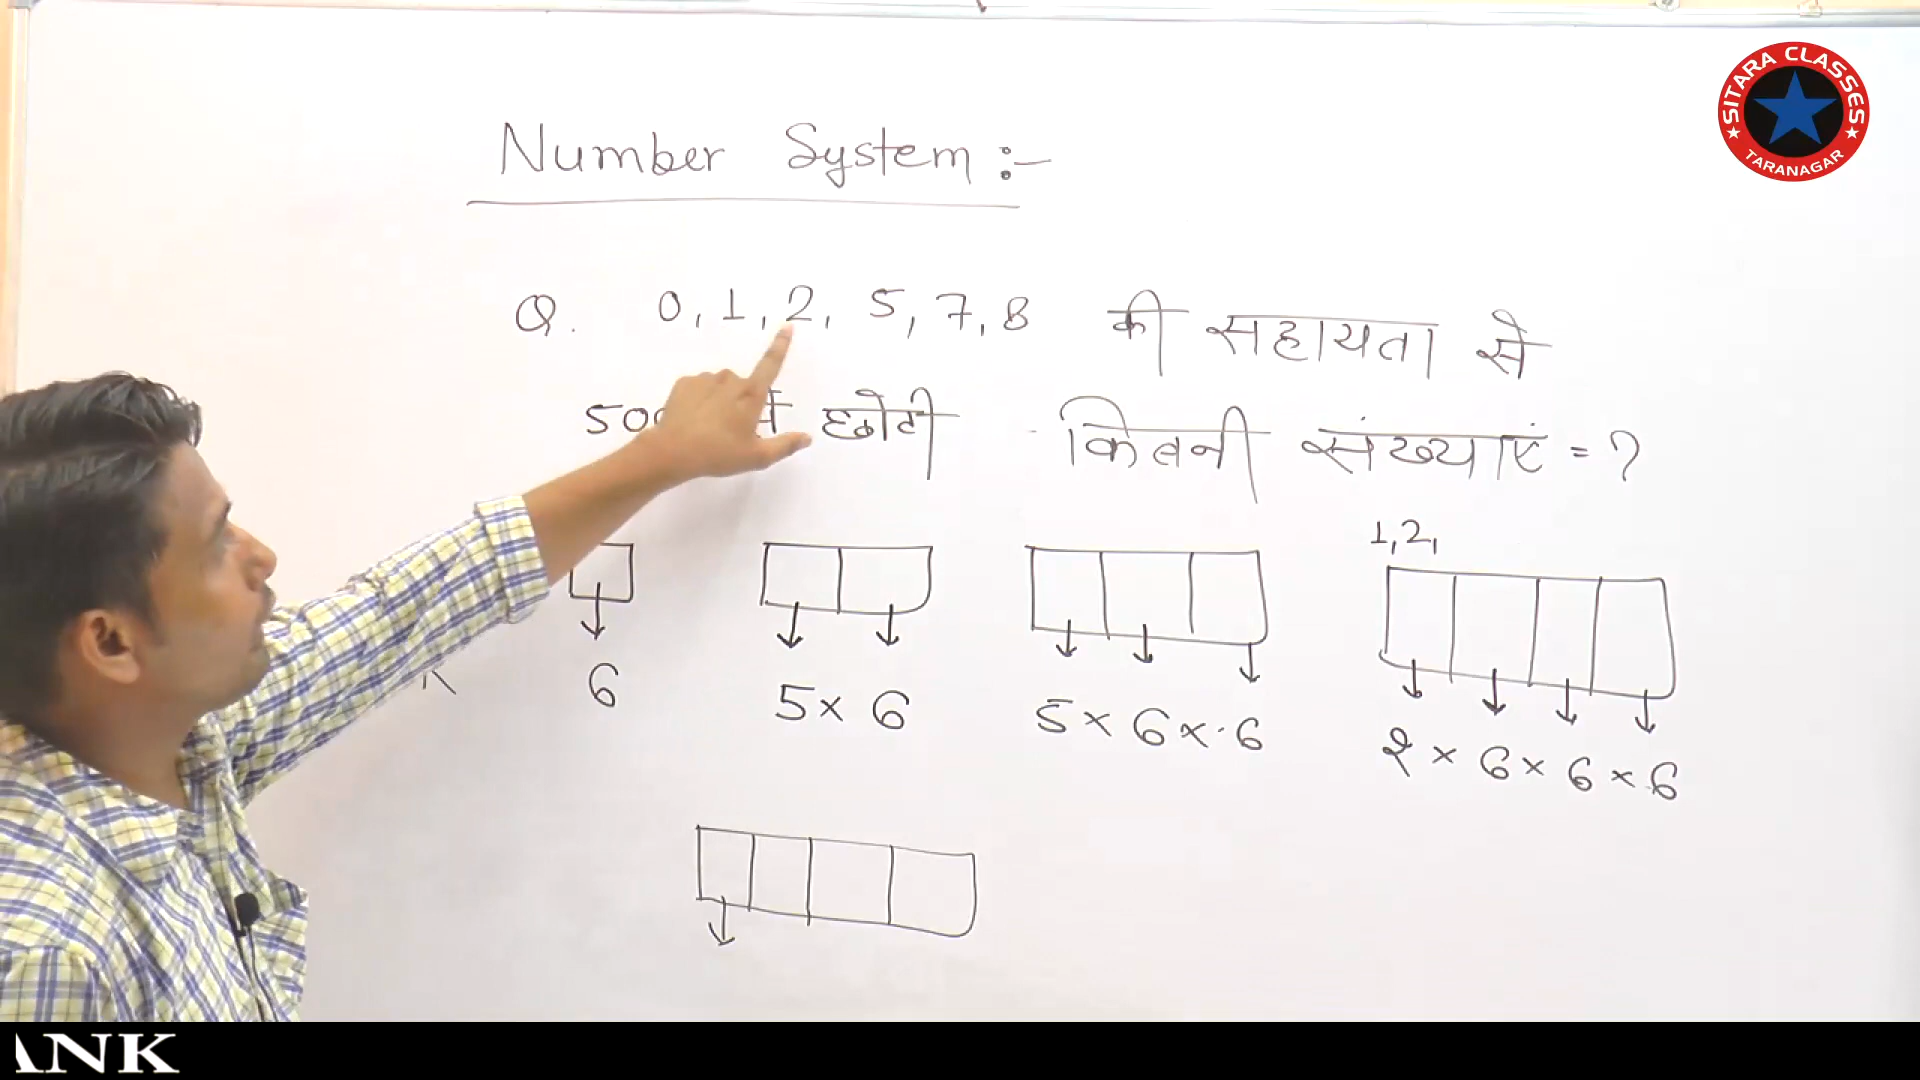 SITARA CLASSES
TARANAGAR
Number System :-
Q. 0, 1, 2, 5, 7, 8 की सहायता से
छोटी कितनी संख्याएं = ?
1, 2,
6
5 × 6
5 × 6 × 6
2 × 6 × 6 × 6
ANK